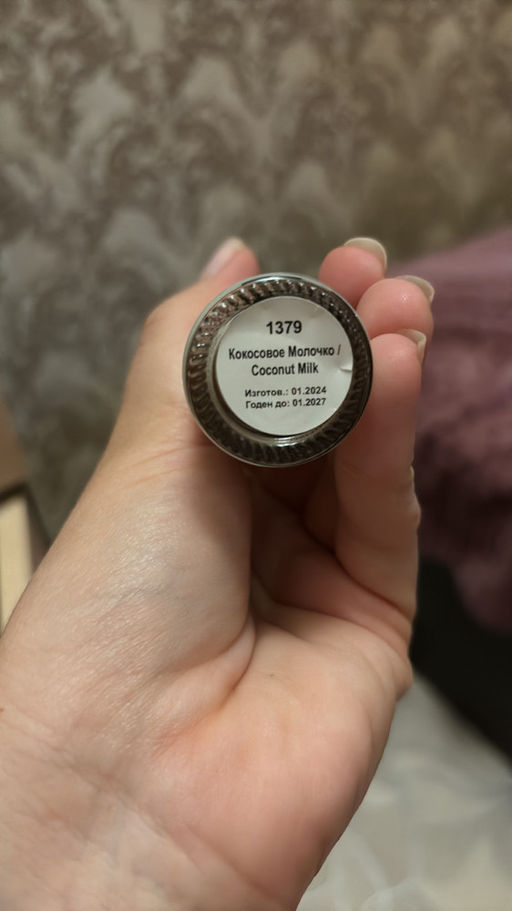 1379
Кокосовое Молочко /
Coconut Milk
Изготов.: 01.2024
Годен до: 01.2027